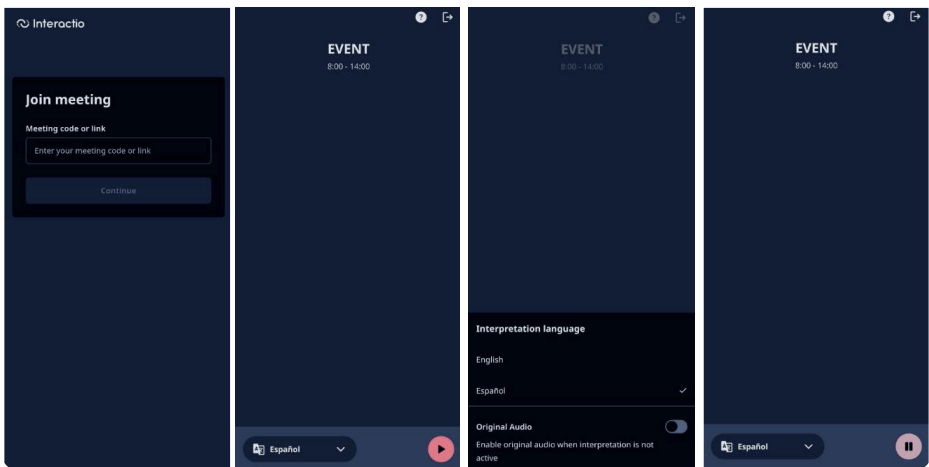 Interactio
Join meeting
Meeting code or link
Enter your meeting code or link
Continue
?
EVENT
8:00 - 14:00
Español
?
EVENT
8:00 - 14:00
Interpretation language
English
Español
Original Audio
Enable original audio when interpretation is not
active
?
EVENT
8:00 - 14:00
Español